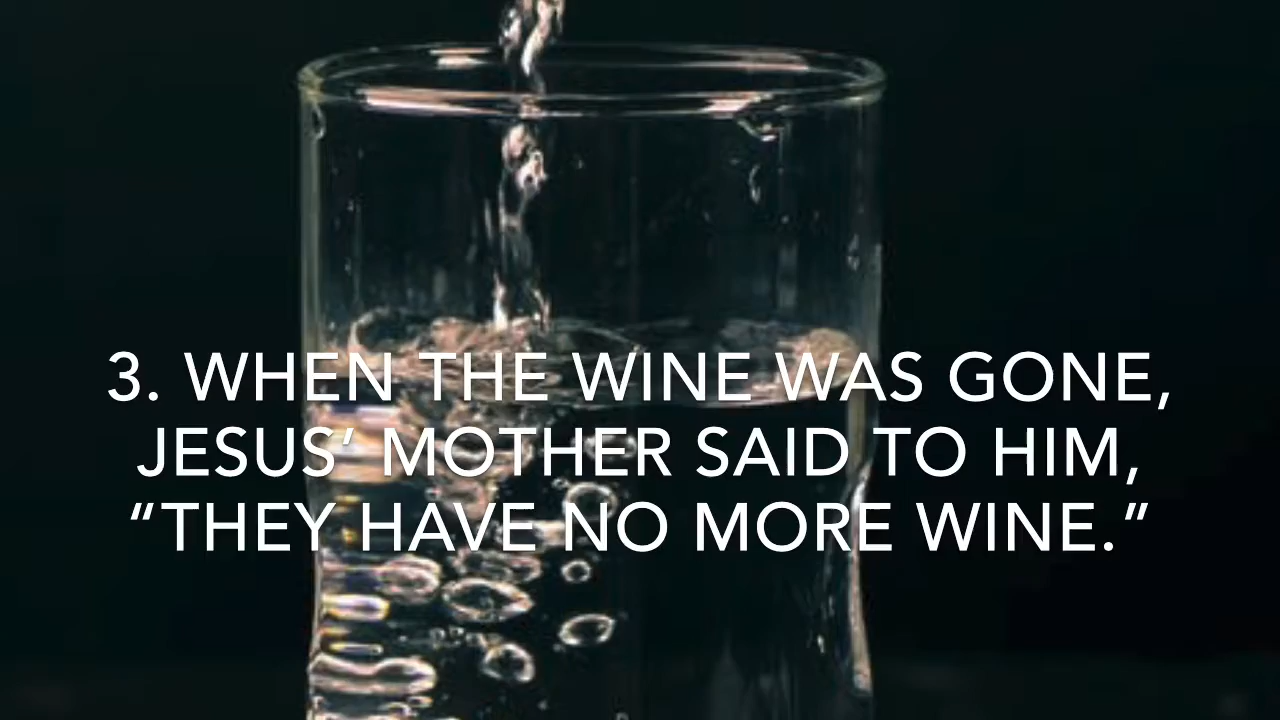 3. WHEN THE WINE WAS GONE,
JESUS’ MOTHER SAID TO HIM,
“THEY HAVE NO MORE WINE.”